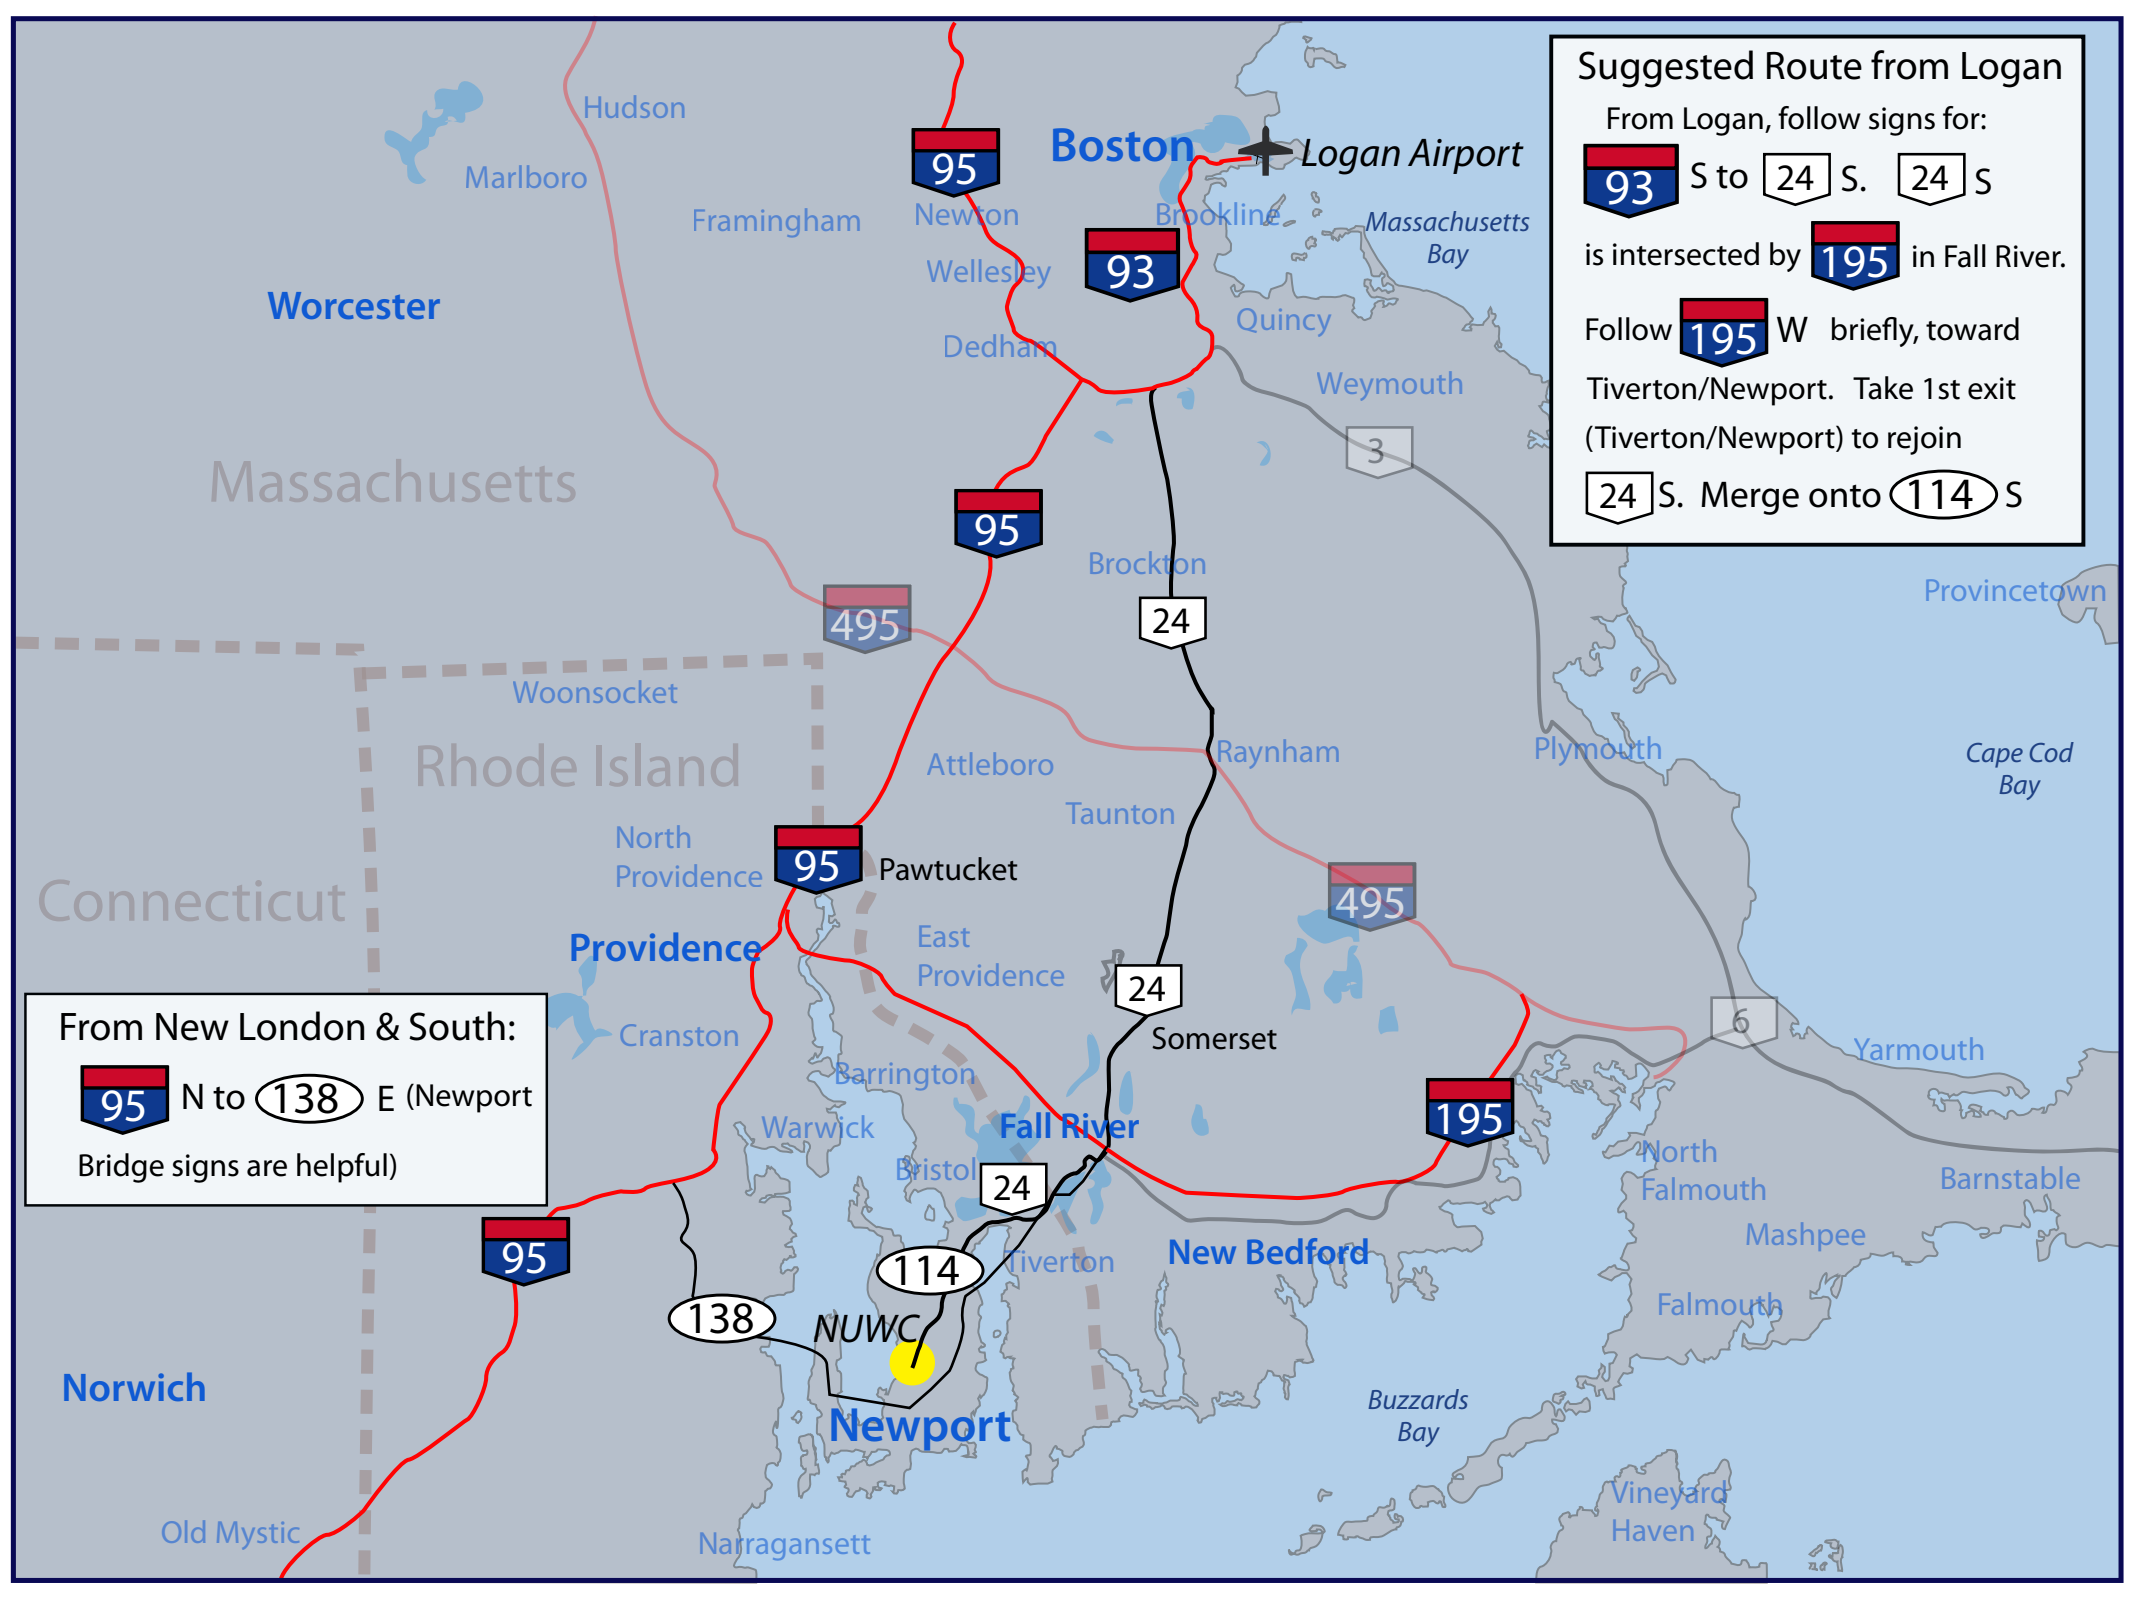 Suggested Route from Logan
From Logan, follow signs for:
93 S to 24 S. 24 S
is intersected by 195 in Fall River.
Follow 195 W briefly, toward
Tiverton/Newport. Take 1st exit
(Tiverton/Newport) to rejoin
24 S. Merge onto 114 S
Hudson
Marlboro
95
Boston
Logan Airport
Framingham
Newton
Brookline
Massachusetts
Bay
Wellesley
93
Worcester
Quincy
Dedham
Weymouth
3
Massachusetts
95
Brockton
Provincetown
495
24
Woonsocket
Rhode Island
Attleboro
Raynham
Plymouth
Cape Cod
Bay
Taunton
North
Providence
95
Pawtucket
Connecticut
495
Providence
East
Providence
24
6
From New London & South:
95 N to 138 E (Newport
Bridge signs are helpful)
Cranston
Somerset
Yarmouth
Barrington
Warwick
Fall River
195
Bristol
24
North
Falmouth
Barnstable
95
114
Tiverton
New Bedford
Mashpee
138
NUWC
Falmouth
Norwich
Newport
Buzzards
Bay
Vineyard
Haven
Old Mystic
Narragansett